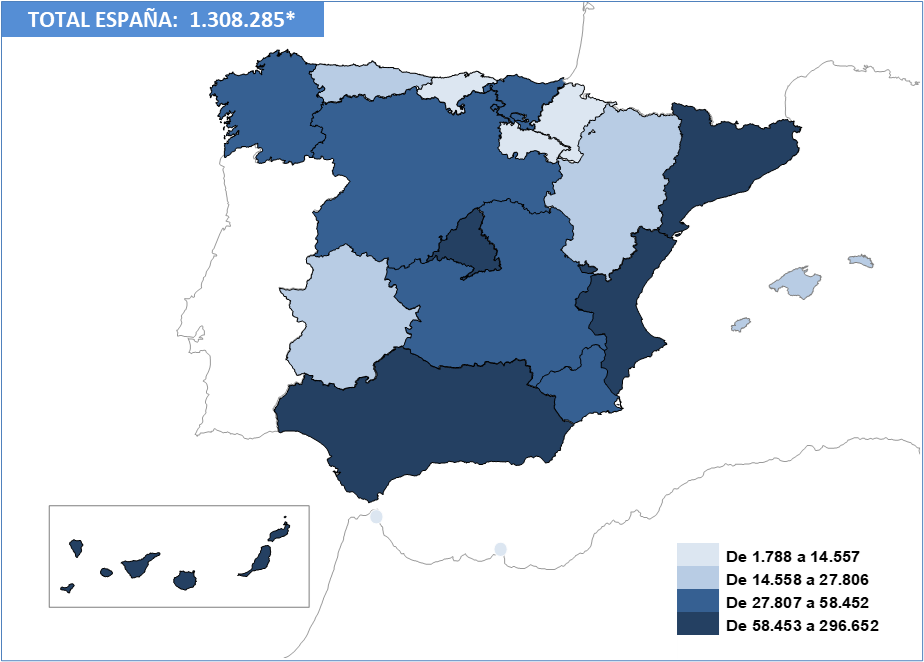 TOTAL ESPAÑA: 1.308.285*
De 1.788 a 14.557
De 14.558 a 27.806
De 27.807 a 58.452
De 58.453 a 296.652